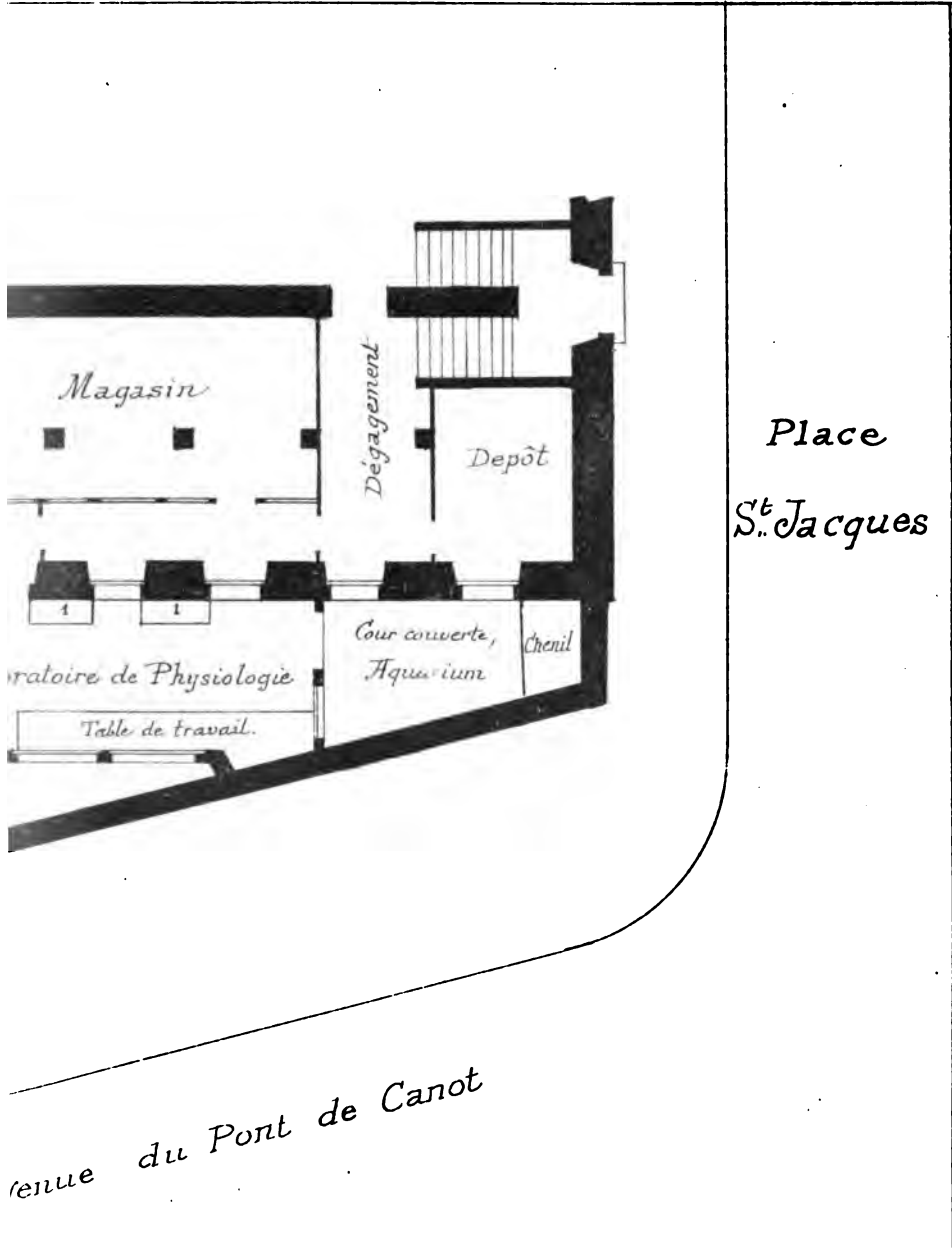 Magasin
Dégagement
Depôt
Place
St. Jacques
1
1
Cour couverte,
Aquarium
Chenil
ratoire de Physiologie
Table de travail.
venue du Pont de Canot